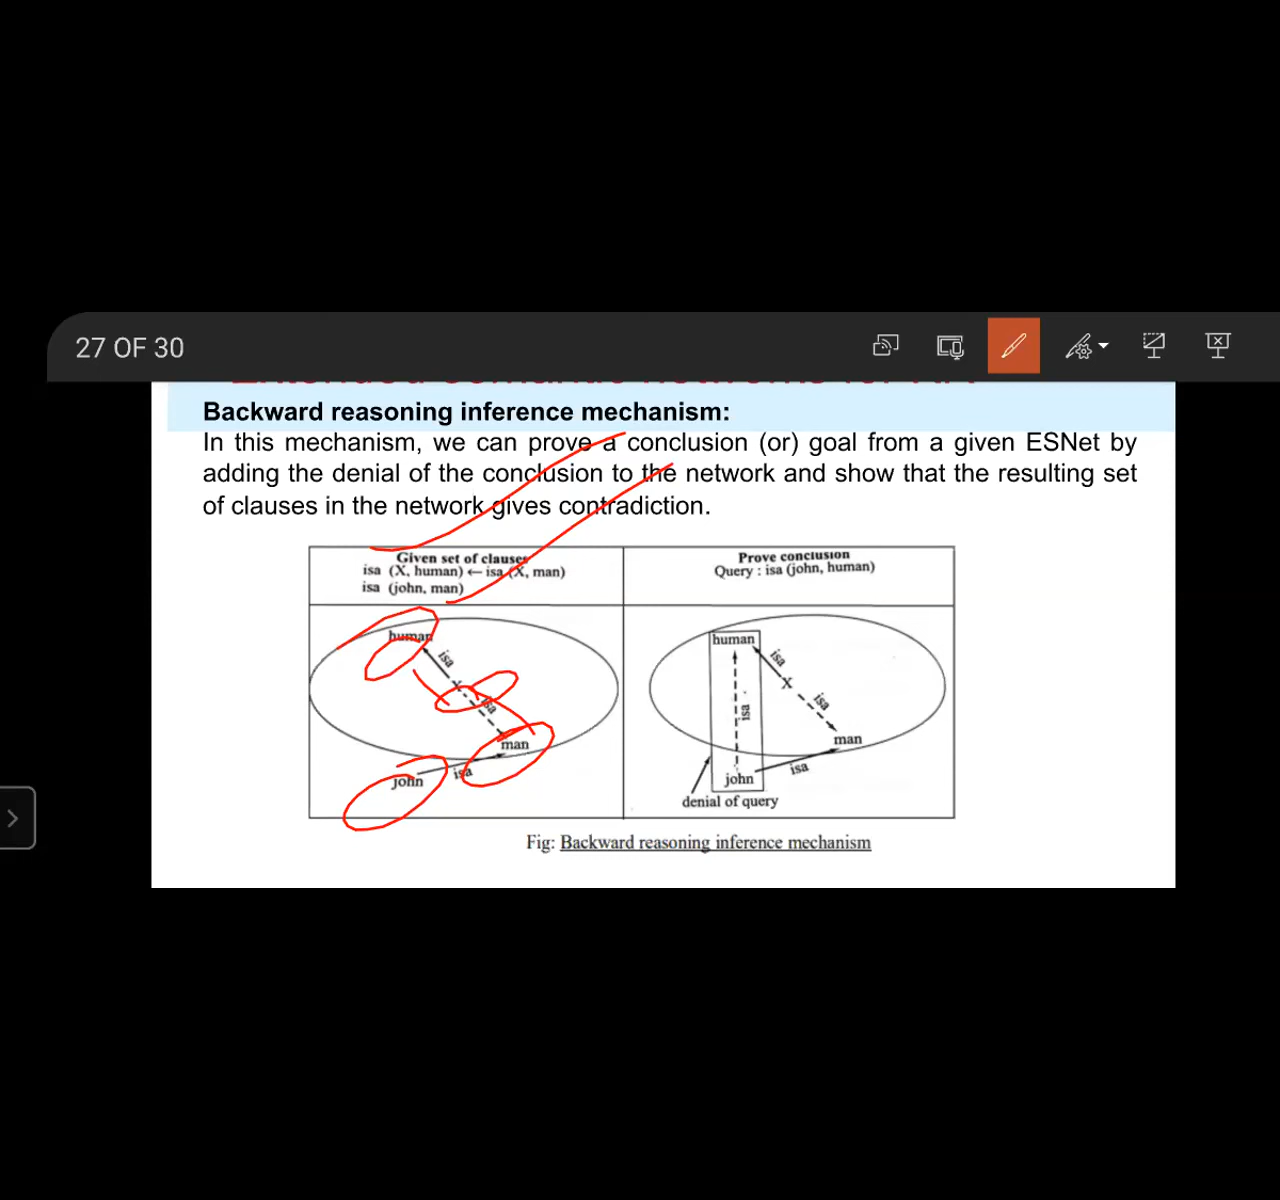 27 OF 30
Backward reasoning inference mechanism:
In this mechanism, we can prove a conclusion (or) goal from a given ESNet by
adding the denial of the conclusion to the network and show that the resulting set
of clauses in the network gives contradiction.
Given set of clauses
isa (X, human) ← isa (X, man)
isa (john, man)
Prove conclusion
Query : isa (john, human)
human
isa
X
isa
man
john
isa
human
isa
X
isa
isa
man
john
isa
denial of query
Fig: Backward reasoning inference mechanism